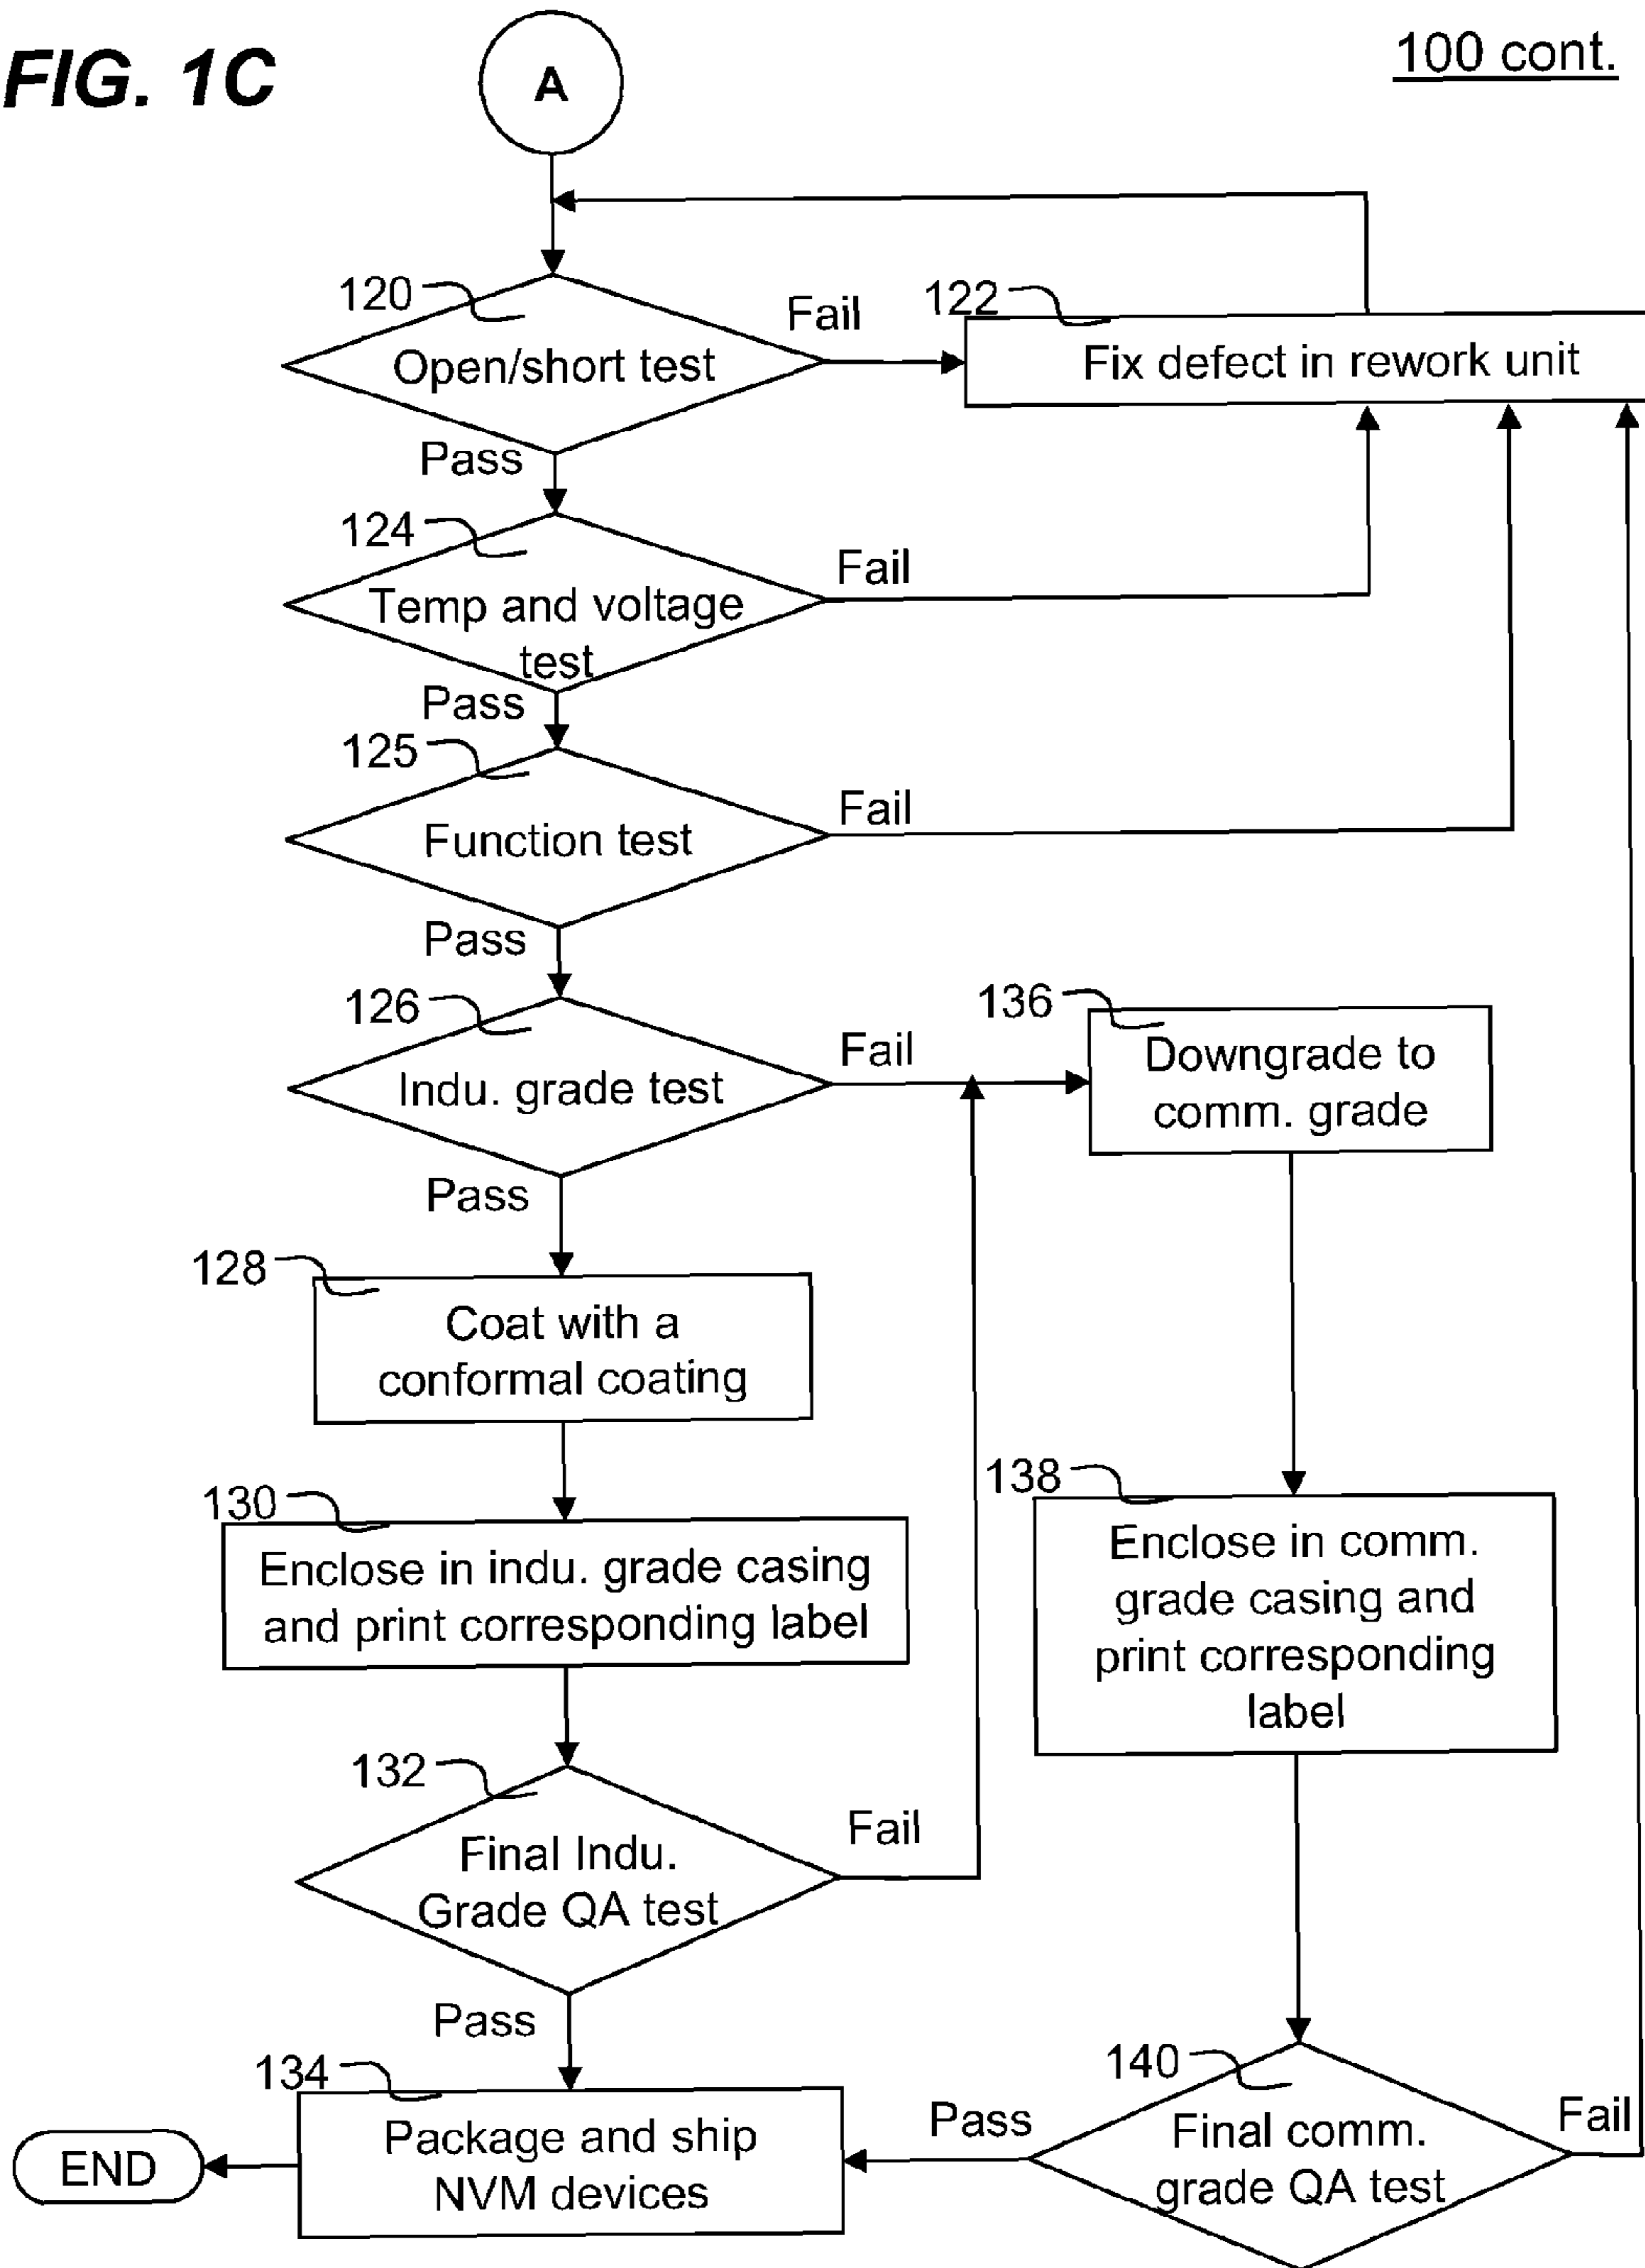 FIG. 1C
A
100 cont.
120
Open/short test
Fail
122
Fix defect in rework unit
Pass
124
Temp and voltage
test
Fail
Pass
125
Function test
Fail
Pass
126
Indu. grade test
Fail
136
Downgrade to
comm. grade
Pass
128
Coat with a
conformal coating
130
Enclose in indu. grade casing
and print corresponding label
138
Enclose in comm.
grade casing and
print corresponding
label
132
Final Indu.
Grade QA test
Fail
Pass
134
Package and ship
NVM devices
END
140
Final comm.
grade QA test
Pass
Fail